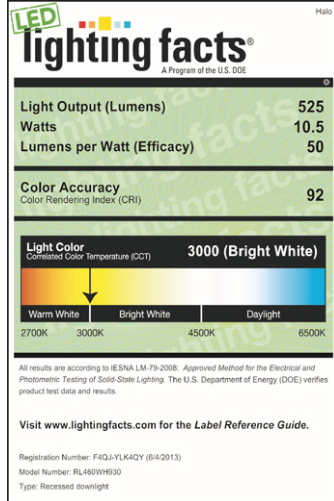 Halo
LED
lighting facts®
A Program of the U.S. DOE
Light Output (Lumens) 525
Watts 10.5
Lumens per Watt (Efficacy) 50
Color Accuracy
Color Rendering Index (CRI) 92
Light Color
Correlated Color Temperature (CCT) 3000 (Bright White)
Warm White Bright White Daylight
2700K 3000K 4500K 6500K
All results are according to IESNA LM-79-2008: Approved Method for the Electrical and
Photometric Testing of Solid-State Lighting. The U.S. Department of Energy (DOE) verifies
product test data and results.
Visit www.lightingfacts.com for the Label Reference Guide.
Registration Number: F4QJ-YLK4QY (6/4/2013)
Model Number: RL460WH930
Type: Recessed downlight